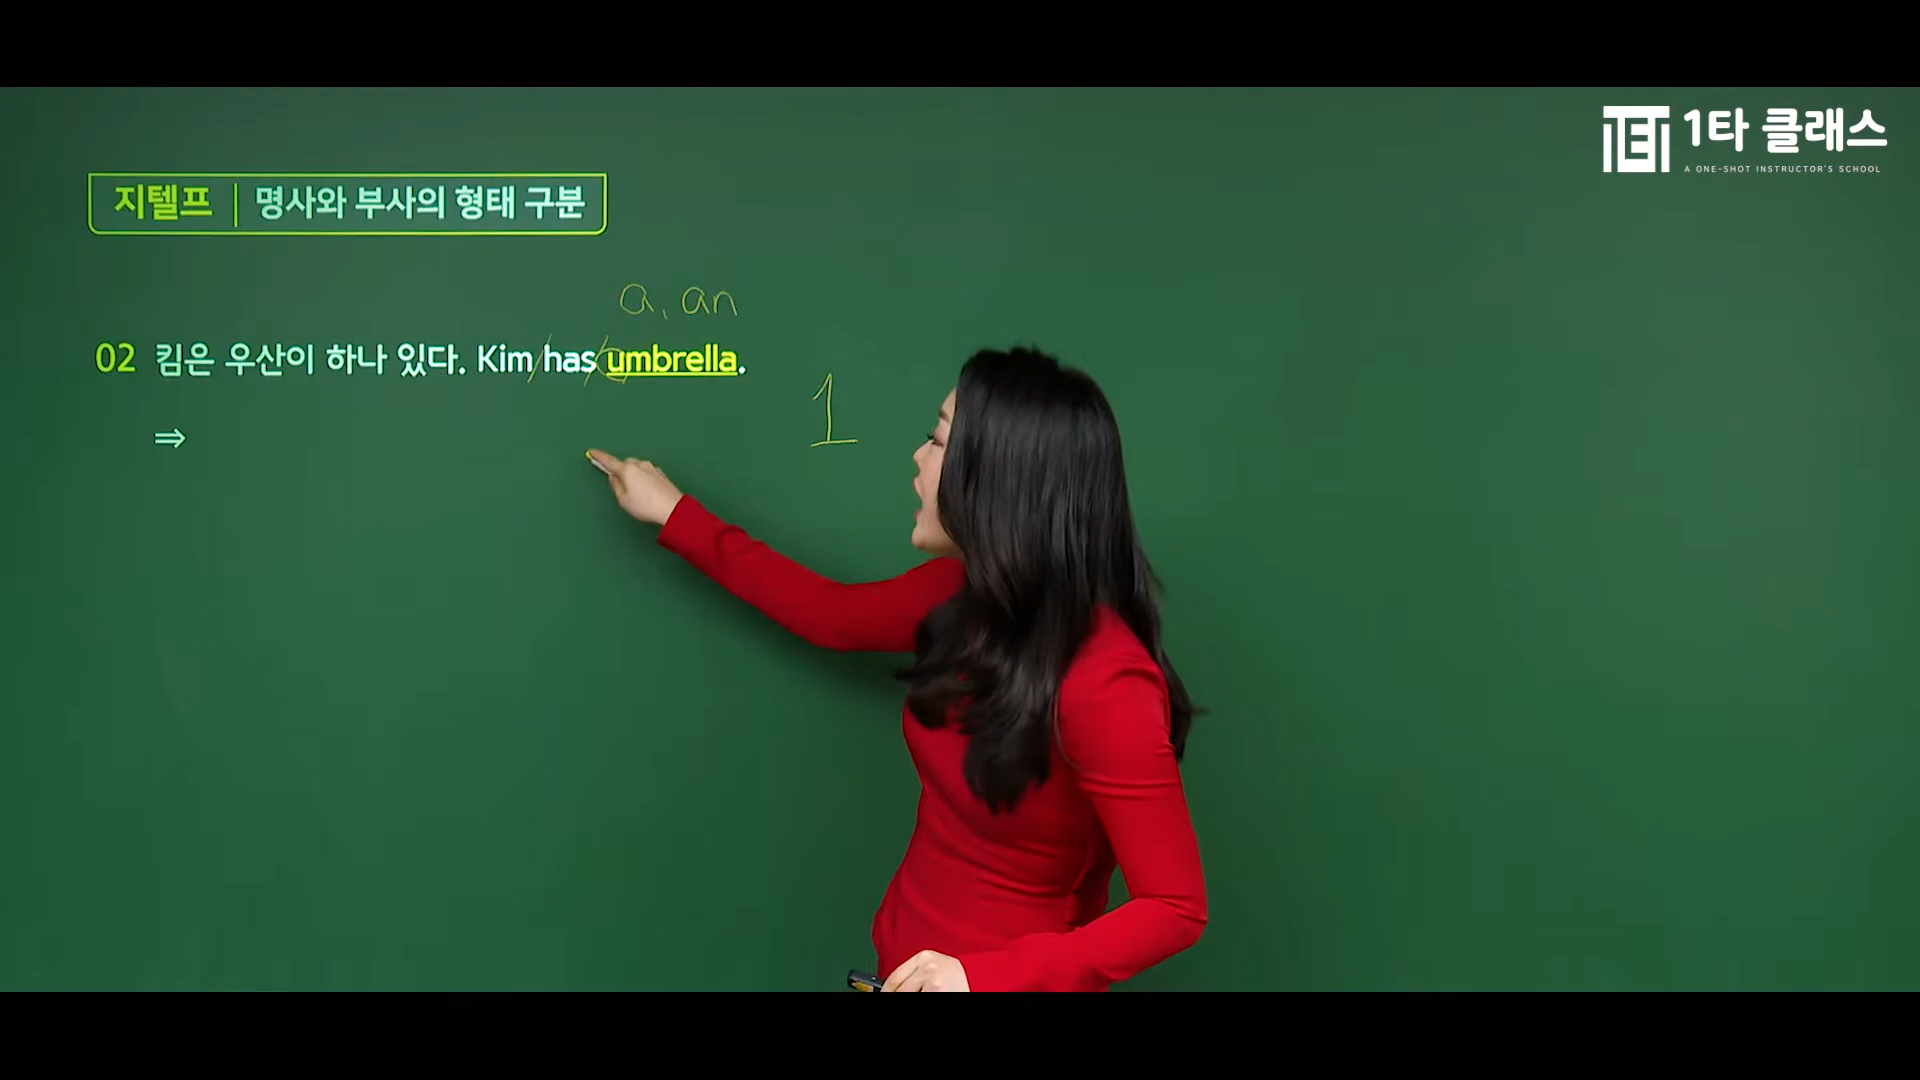 1타 클래스
A ONE-SHOT INSTRUCTOR'S SCHOOL
지텔프 | 명사와 부사의 형태 구분
a, an
02 킴은 우산이 하나 있다. Kim / has / umbrella.
1
⇒